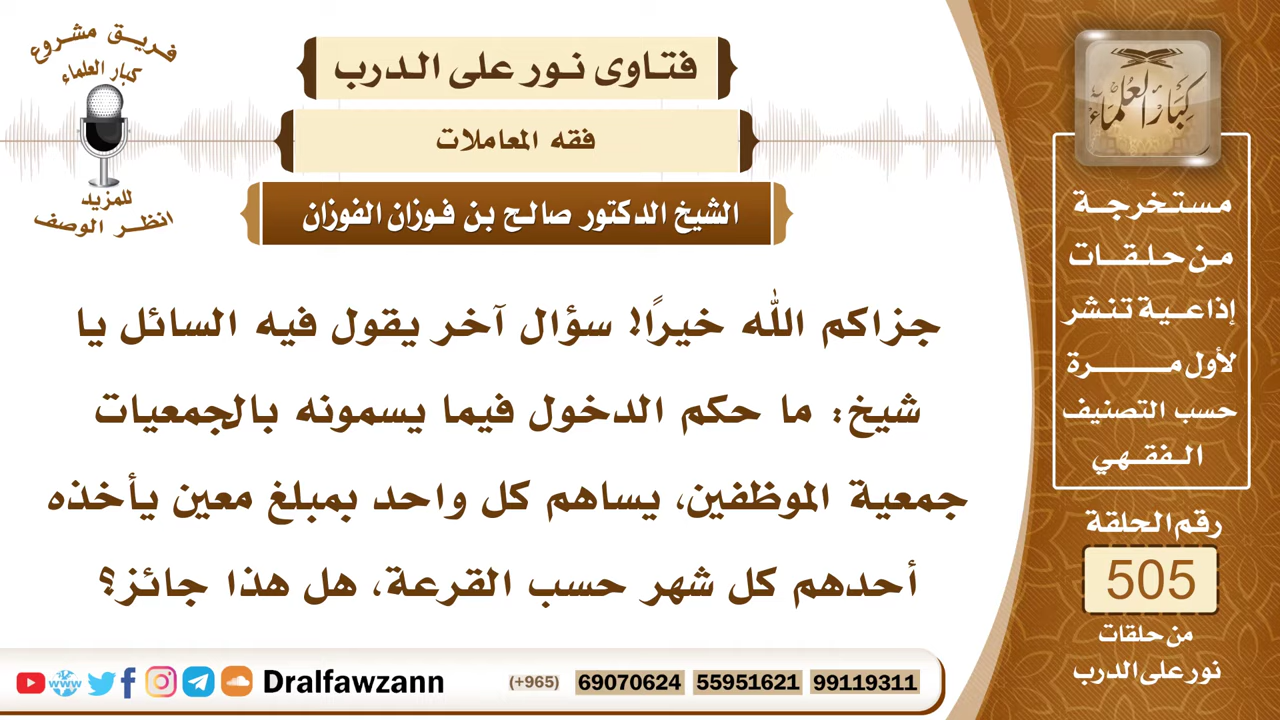 فريق مشروع
كبار العلماء
للمزيد
انظر الوصف
فتاوى نور على الدرب
فقه المعاملات
الشيخ الدكتور صالح بن فوزان الفوزان
جزاكم الله خيرًا! سؤال آخر يقول فيه السائل يا
شيخ: ما حكم الدخول فيما يسمونه بالجمعيات
جمعية الموظفين، يساهم كل واحد بمبلغ معين يأخذه
أحدهم كل شهر حسب القرعة، هل هذا جائز؟
كبار العلماء
مستخرجة
من حلقات
إذاعية تنشر
لأول مرة
حسب التصنيف
الفقهي
رقم الحلقة
505
من حلقات
نور على الدرب
www Dralfawzann (+965) 69070624 55951621 99119311